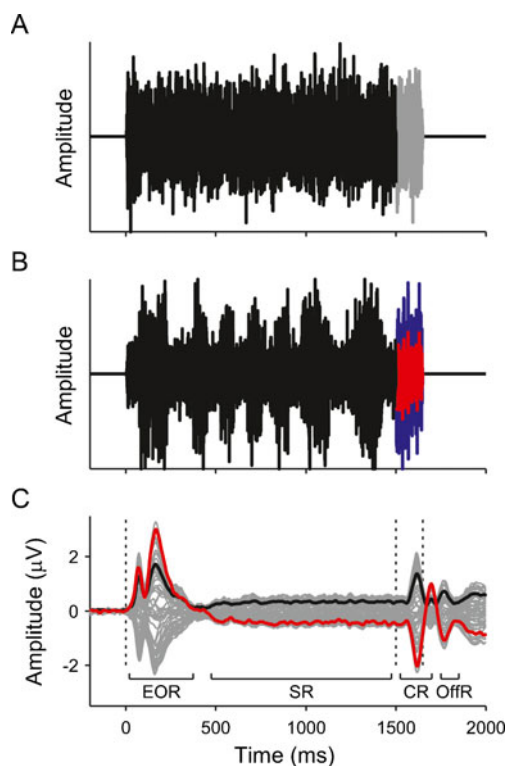 A
Amplitude
B
Amplitude
C
Amplitude (μV)
2
0
-2
EOR
SR
CR
OffR
0
500
1000
1500
2000
Time (ms)